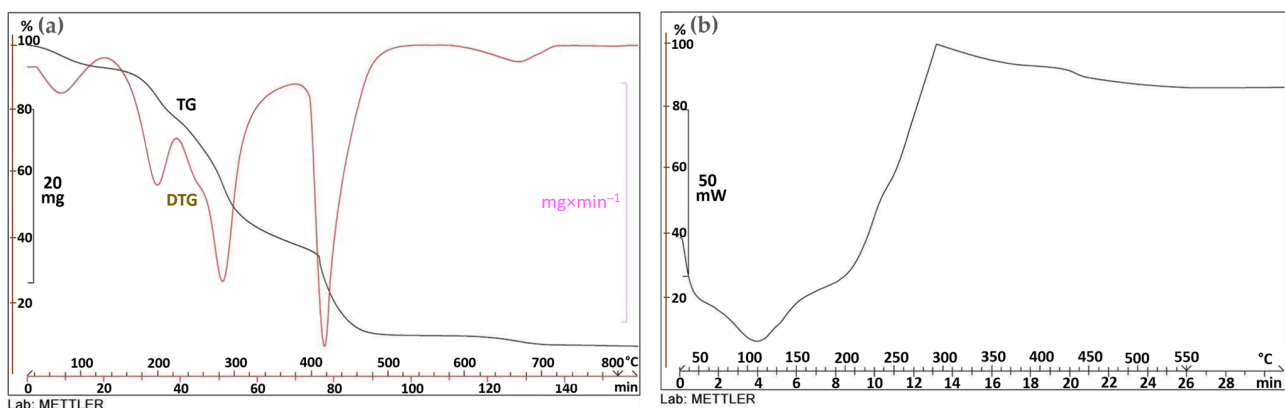 % (a)
100
80
60
40
20
20
mg
TG
DTG
mg×min⁻¹
100 200 300 400 500 600 700 800 °C
0 20 40 60 80 100 120 140 min
Lab: METTLER
% (b)
100
80
60
40
20
50
mW
50 100 150 200 250 300 350 400 450 500 550 °C
0 2 4 6 8 10 12 14 16 18 20 22 24 26 28 min
Lab: METTLER